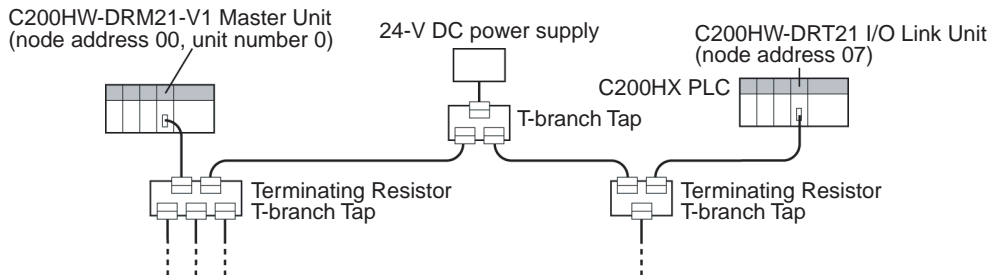 C200HW-DRM21-V1 Master Unit
(node address 00, unit number 0)
24-V DC power supply
C200HW-DRT21 I/O Link Unit
(node address 07)
C200HX PLC
T-branch Tap
Terminating Resistor
T-branch Tap
Terminating Resistor
T-branch Tap